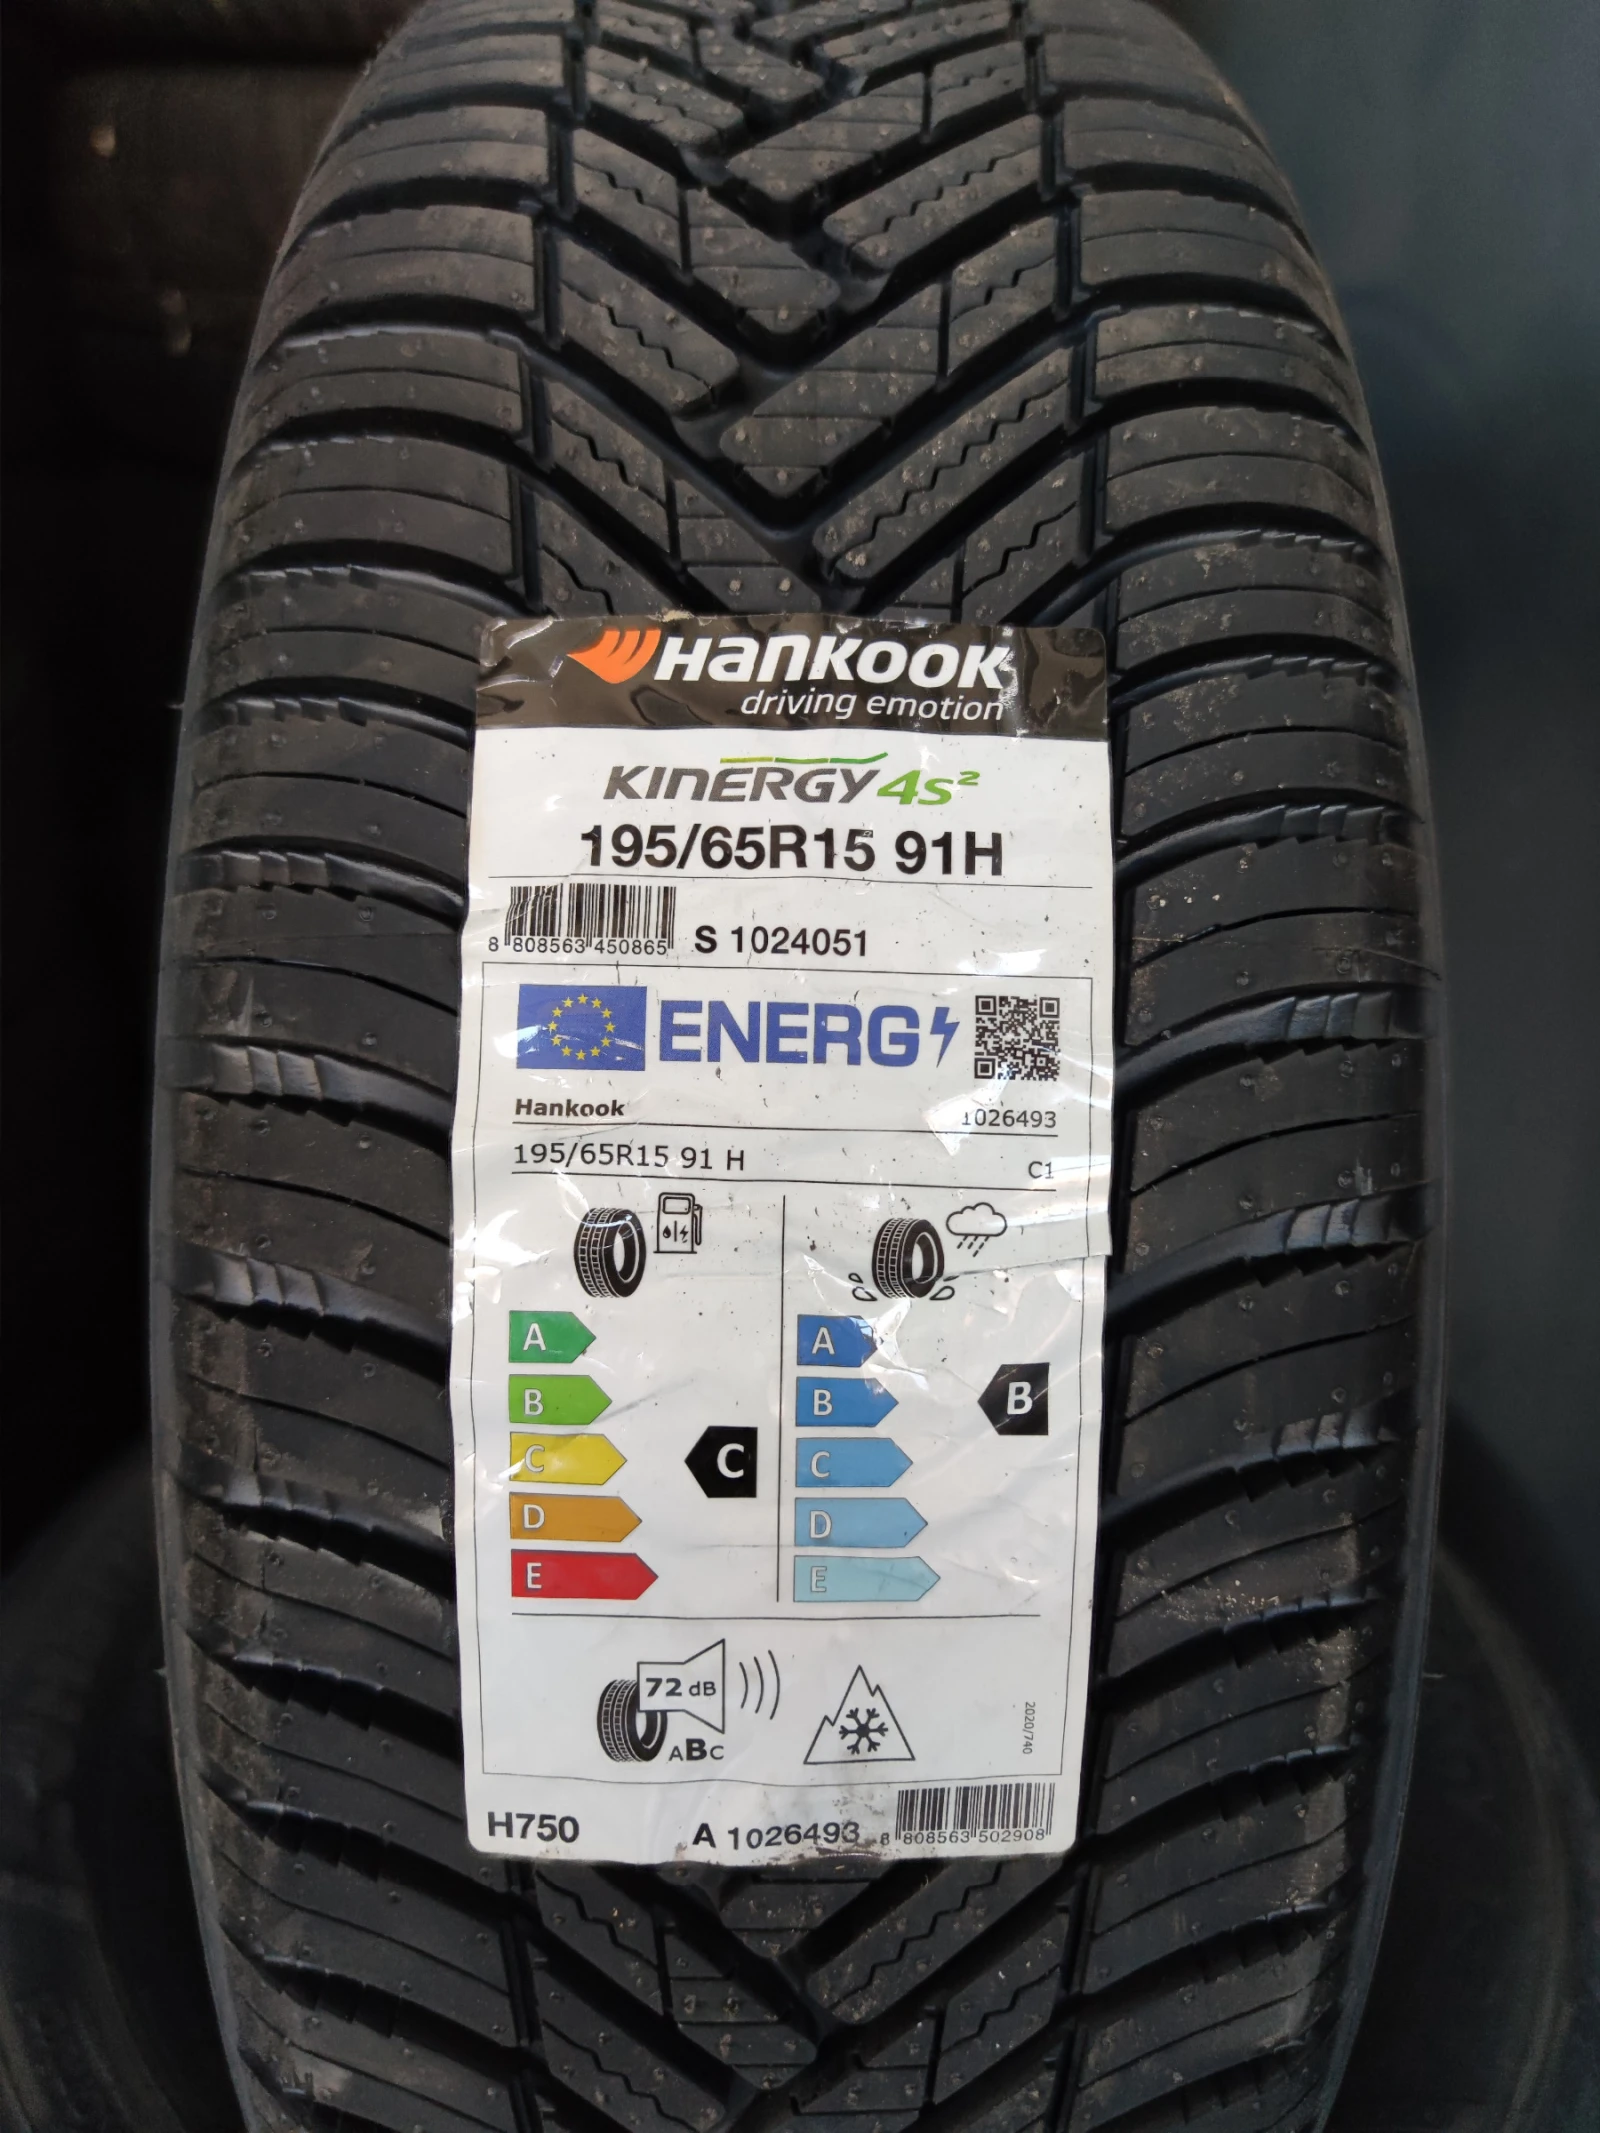 Hankook
driving emotion
Kinergy 4S²
195/65R15 91H
8 808563 450865 S 1024051
ENERG
Hankook 1026493
195/65R15 91 H C1
A A
B B B
C C C
D D
E E
72 dB
ABC
2020/740
H750 A 1026493 8 808563 502908